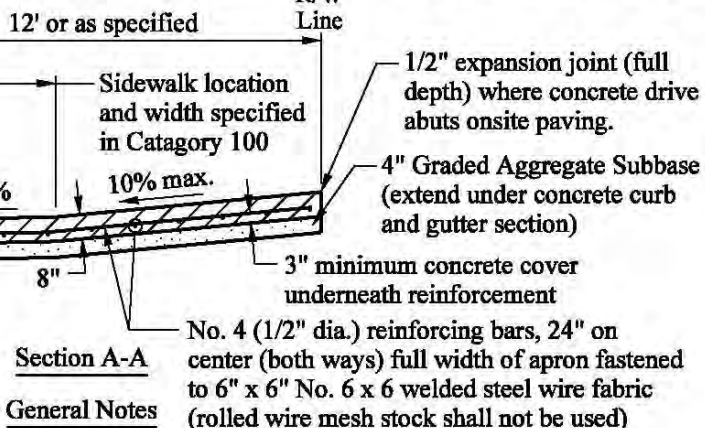 12' or as specified
Line
Sidewalk location
and width specified
in Catagory 100
1/2" expansion joint (full
depth) where concrete drive
abuts onsite paving.
%
10% max.
4" Graded Aggregate Subbase
(extend under concrete curb
and gutter section)
8"
3" minimum concrete cover
underneath reinforcement
No. 4 (1/2" dia.) reinforcing bars, 24" on
center (both ways) full width of apron fastened
to 6" x 6" No. 6 x 6 welded steel wire fabric
(rolled wire mesh stock shall not be used)
Section A-A
General Notes